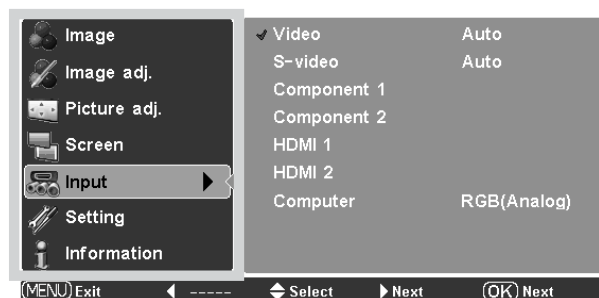 Image
Image adj.
Picture adj.
Screen
Input
Setting
Information
Video Auto
S-video Auto
Component 1
Component 2
HDMI 1
HDMI 2
Computer RGB(Analog)
MENU Exit ----- Select Next OK Next